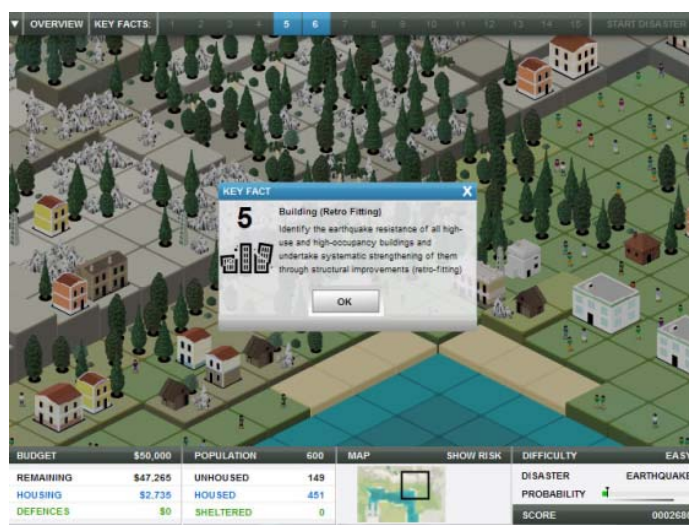 ▼ OVERVIEW KEY FACTS: 1 2 3 4 5 6 7 8 9 10 11 12 13 14 15 START DISASTER
KEY FACT X
5
Building (Retro Fitting)
Identify the earthquake resistance of all high-
use and high-occupancy buildings and
undertake systematic strengthening of them
through structural improvements (retro-fitting)
OK
BUDGET $50,000 POPULATION 600 MAP SHOW RISK DIFFICULTY EASY
REMAINING $47,265 UNHOUSED 149 DISASTER EARTHQUAKE
HOUSING $2,735 HOUSED 451 PROBABILITY
DEFENCES $0 SHELTERED 0 SCORE 0002686